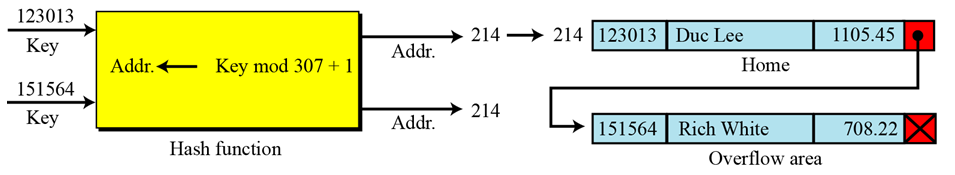 123013
Key
151564
Key
Addr. Key mod 307 + 1
Hash function
Addr.
214
Addr.
214
214
123013 Duc Lee 1105.45
Home
151564 Rich White 708.22
Overflow area